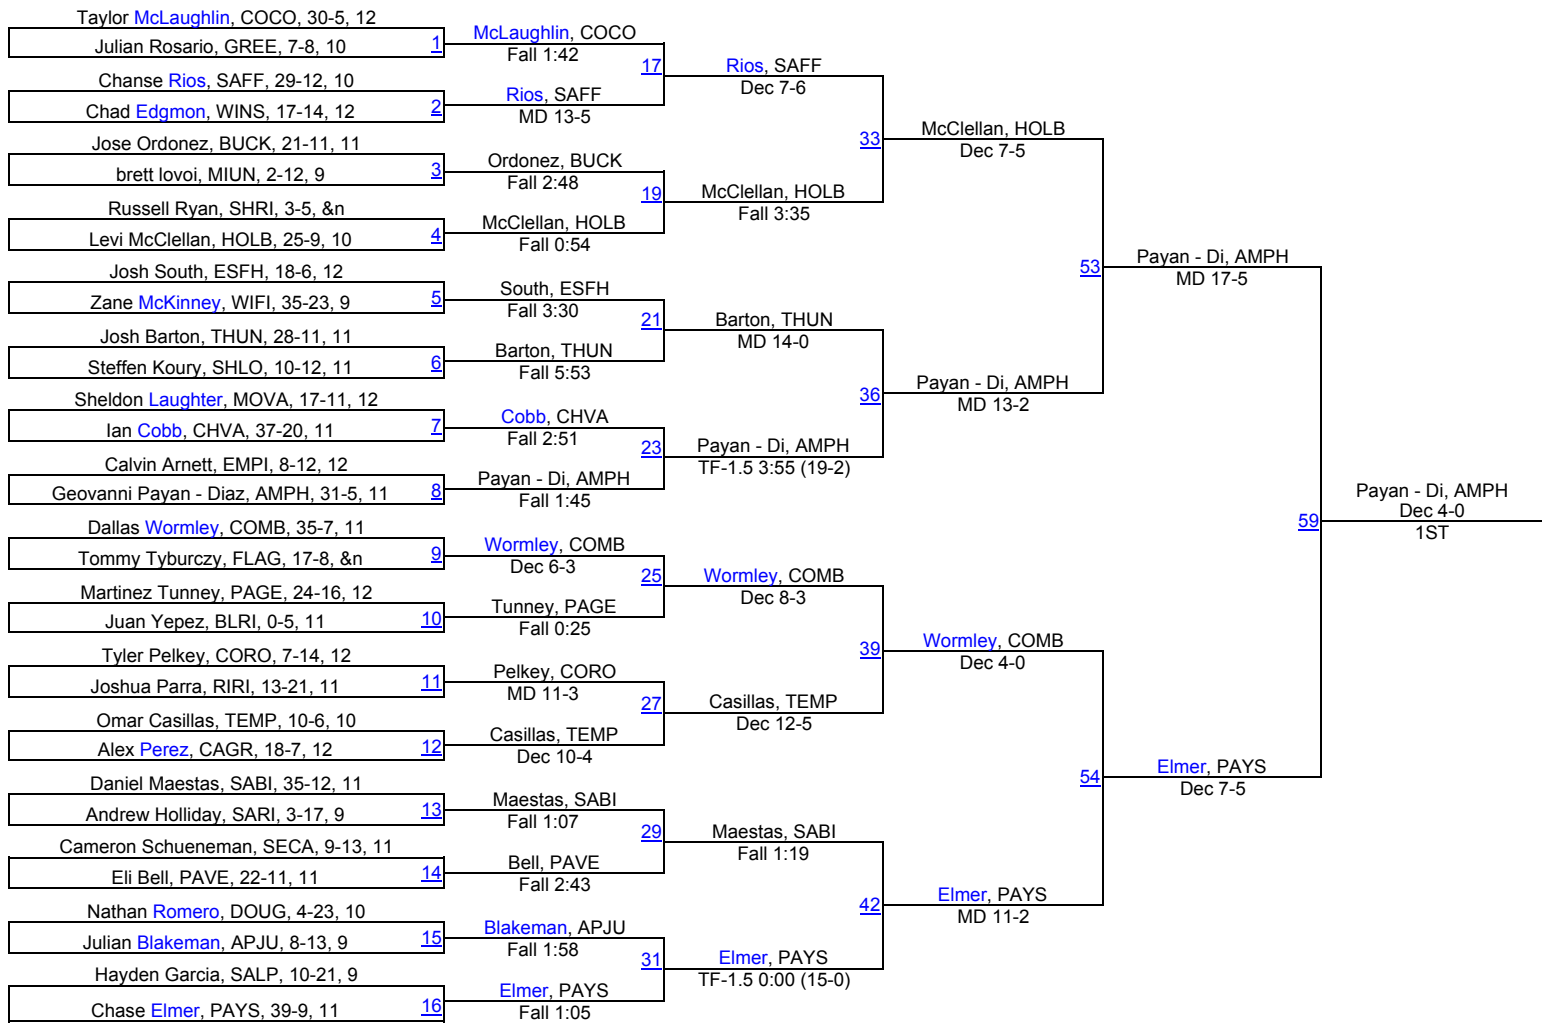 Taylor McLaughlin, COCO, 30-5, 12
Julian Rosario, GREE, 7-8, 10
1
Chanse Rios, SAFF, 29-12, 10
Chad Edgmon, WINS, 17-14, 12
2
Jose Ordonez, BUCK, 21-11, 11
brett lovoi, MIUN, 2-12, 9
3
Russell Ryan, SHRI, 3-5, &n
Levi McClellan, HOLB, 25-9, 10
4
Josh South, ESFH, 18-6, 12
Zane McKinney, WIFI, 35-23, 9
5
Josh Barton, THUN, 28-11, 11
Steffen Koury, SHLO, 10-12, 11
6
Sheldon Laughter, MOVA, 17-11, 12
Ian Cobb, CHVA, 37-20, 11
7
Calvin Arnett, EMPI, 8-12, 12
Geovanni Payan - Diaz, AMPH, 31-5, 11
8
Dallas Wormley, COMB, 35-7, 11
Tommy Tyburczy, FLAG, 17-8, &n
9
Martinez Tunney, PAGE, 24-16, 12
Juan Yepez, BLRI, 0-5, 11
10
Tyler Pelkey, CORO, 7-14, 12
Joshua Parra, RIRI, 13-21, 11
11
Omar Casillas, TEMP, 10-6, 10
Alex Perez, CAGR, 18-7, 12
12
Daniel Maestas, SABI, 35-12, 11
Andrew Holliday, SARI, 3-17, 9
13
Cameron Schueneman, SECA, 9-13, 11
Eli Bell, PAVE, 22-11, 11
14
Nathan Romero, DOUG, 4-23, 10
Julian Blakeman, APJU, 8-13, 9
15
Hayden Garcia, SALP, 10-21, 9
Chase Elmer, PAYS, 39-9, 11
16
McLaughlin, COCO
Fall 1:42
17
Rios, SAFF
MD 13-5
Ordonez, BUCK
Fall 2:48
19
McClellan, HOLB
Fall 0:54
South, ESFH
Fall 3:30
21
Barton, THUN
Fall 5:53
Cobb, CHVA
Fall 2:51
23
Payan - Di, AMPH
Fall 1:45
Wormley, COMB
Dec 6-3
25
Tunney, PAGE
Fall 0:25
Pelkey, CORO
MD 11-3
27
Casillas, TEMP
Dec 10-4
Maestas, SABI
Fall 1:07
29
Bell, PAVE
Fall 2:43
Blakeman, APJU
Fall 1:58
31
Elmer, PAYS
Fall 1:05
Rios, SAFF
Dec 7-6
33
McClellan, HOLB
Fall 3:35
Barton, THUN
MD 14-0
36
Payan - Di, AMPH
TF-1.5 3:55 (19-2)
Wormley, COMB
Dec 8-3
39
Casillas, TEMP
Dec 12-5
Maestas, SABI
Fall 1:19
42
Elmer, PAYS
TF-1.5 0:00 (15-0)
McClellan, HOLB
Dec 7-5
53
Payan - Di, AMPH
MD 13-2
Wormley, COMB
Dec 4-0
54
Elmer, PAYS
MD 11-2
Payan - Di, AMPH
MD 17-5
59
Elmer, PAYS
Dec 7-5
Payan - Di, AMPH
Dec 4-0
1ST